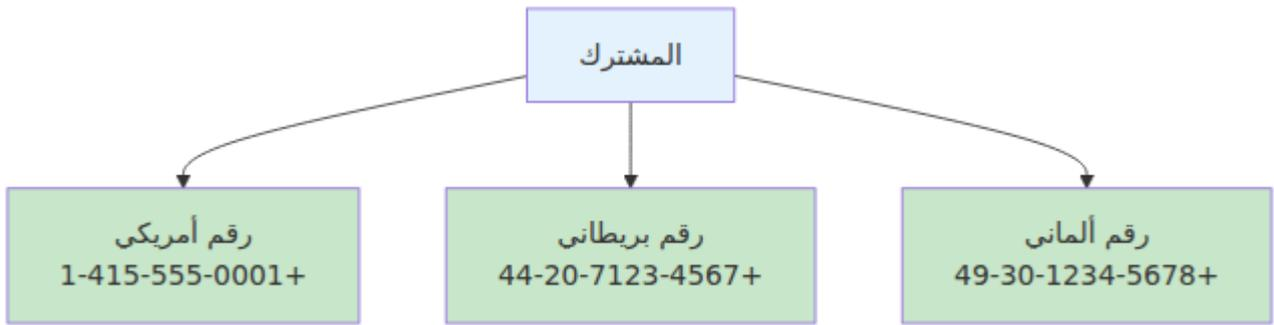 المشترك
رقم أمريكي
1-415-555-0001+
رقم بريطاني
44-20-7123-4567+
رقم ألماني
49-30-1234-5678+